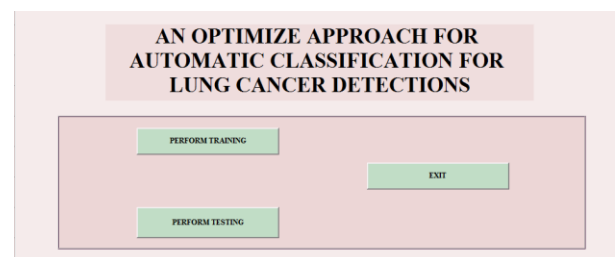 AN OPTIMIZE APPROACH FOR
AUTOMATIC CLASSIFICATION FOR
LUNG CANCER DETECTIONS
PERFORM TRAINING
EXIT
PERFORM TESTING